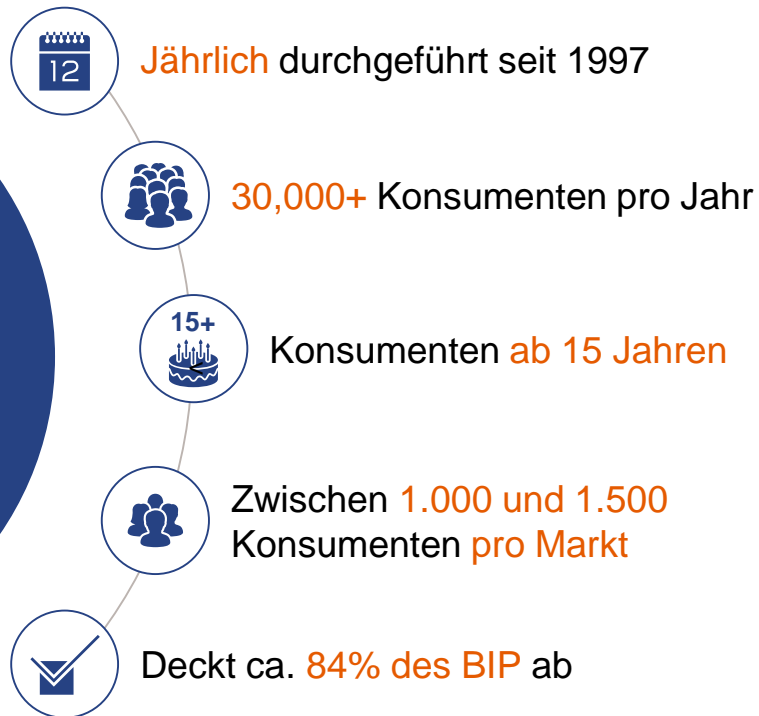 12
Jährlich durchgeführt seit 1997
30,000+ Konsumenten pro Jahr
15+
<
Konsumenten ab 15 Jahren
Zwischen 1.000 und 1.500
Konsumenten pro Markt
Deckt ca. 84% des BIP ab